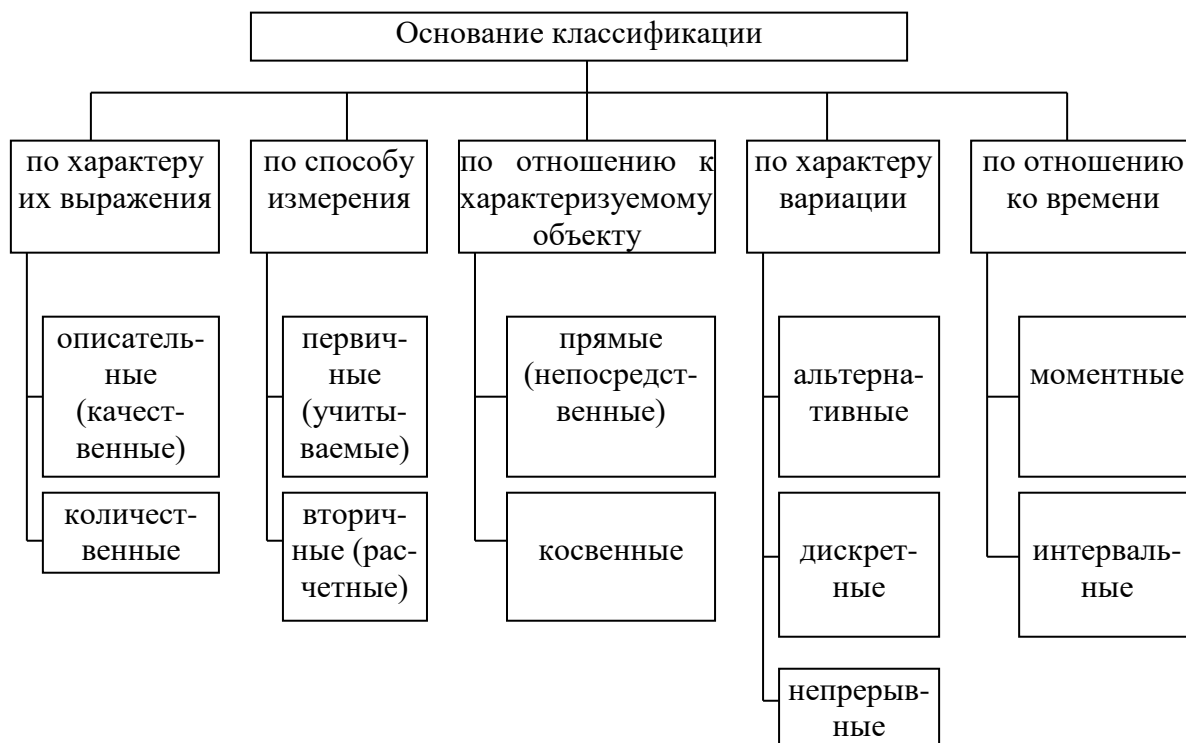 Основание классификации
по характеру
их выражения
по способу
измерения
по отношению к
характеризуемому
объекту
по характеру
вариации
по отношению
ко времени
описатель-
ные
(качест-
венные)
количест-
венные
первич-
ные
(учиты-
ваемые)
вторич-
ные (рас-
четные)
прямые
(непосредст-
венные)
косвенные
альтерна-
тивные
дискрет-
ные
непрерыв-
ные
моментные
интерваль-
ные